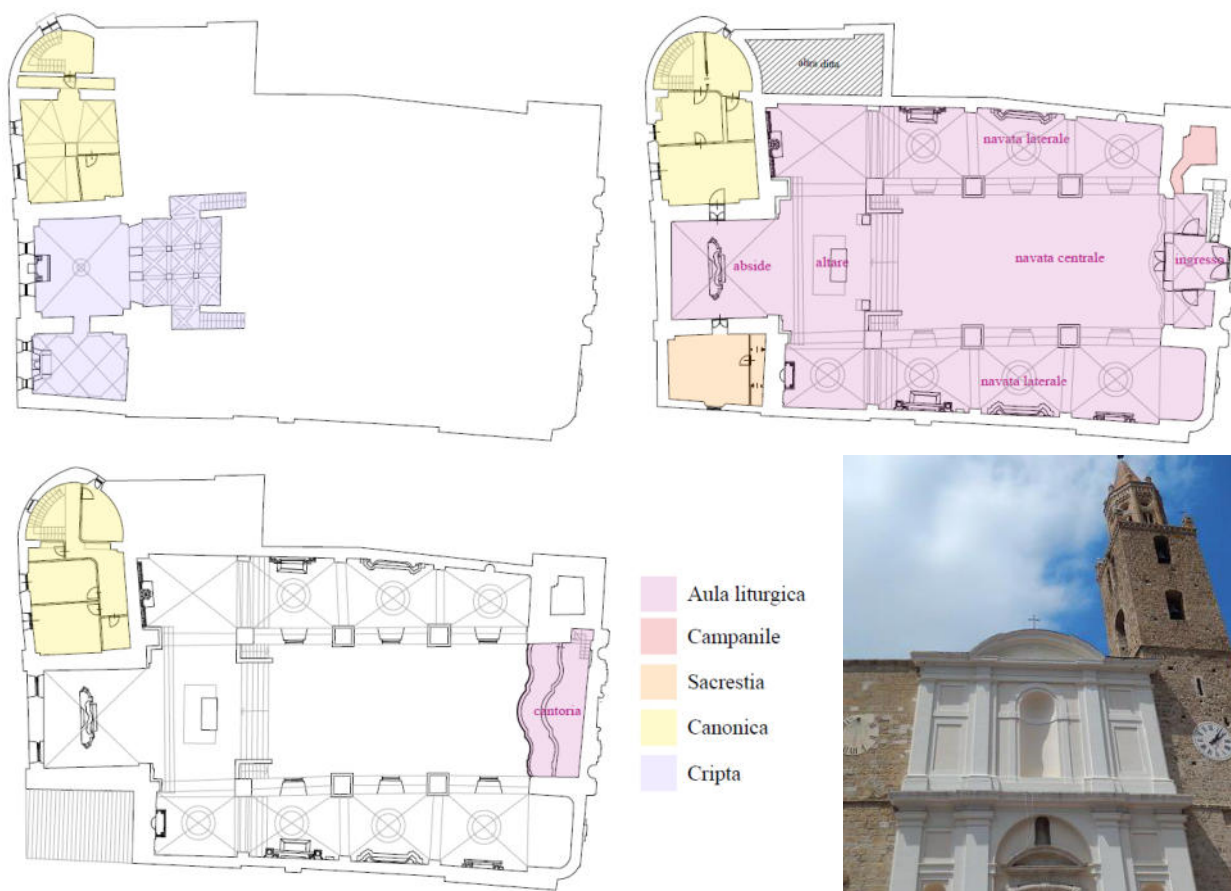 altra ditta
navata laterale
abside
altare
navata centrale
ingresso
navata laterale
cantoria
Aula liturgica
Campanile
Sacrestia
Canonica
Cripta